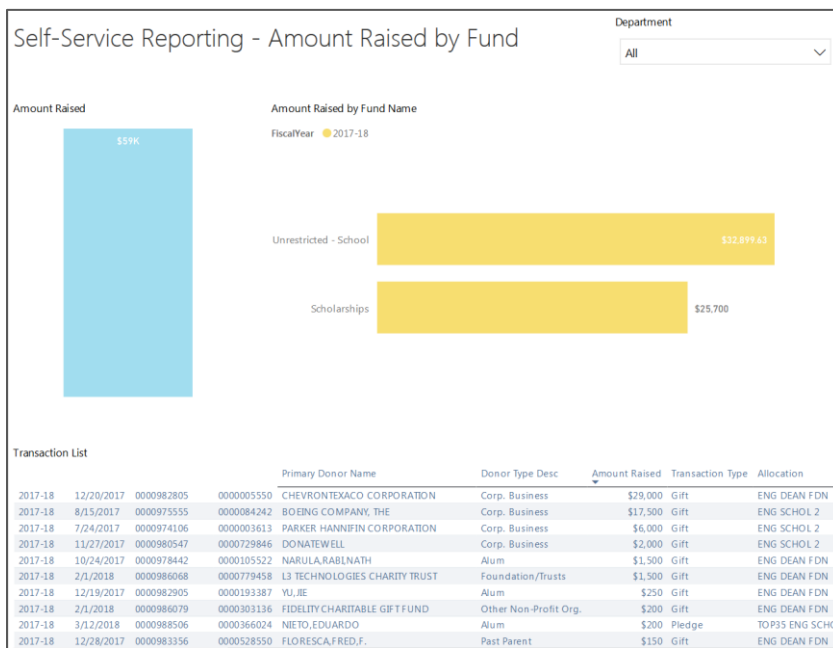 Self-Service Reporting - Amount Raised by Fund
Department
All
Amount Raised
$59K
Amount Raised by Fund Name
FiscalYear 2017-18
Unrestricted - School $32,899.63
Scholarships $25,700
Transaction List
Primary Donor Name Donor Type Desc Amount Raised Transaction Type Allocation
2017-18 12/20/2017 0000982805 0000005550 CHEVRONTEXACO CORPORATION Corp. Business $29,000 Gift ENG DEAN FDN
2017-18 8/15/2017 0000975555 0000084242 BOEING COMPANY, THE Corp. Business $17,500 Gift ENG SCHOL 2
2017-18 7/24/2017 0000974106 0000003613 PARKER HANNIFIN CORPORATION Corp. Business $6,000 Gift ENG SCHOL 2
2017-18 11/27/2017 0000980547 0000729846 DONATEWELL Corp. Business $2,000 Gift ENG SCHOL 2
2017-18 10/24/2017 0000978442 0000105522 NARULA,RABI,NATH Alum $1,500 Gift ENG DEAN FDN
2017-18 2/1/2018 0000986068 0000779458 L3 TECHNOLOGIES CHARITY TRUST Foundation/Trusts $1,500 Gift ENG DEAN FDN
2017-18 12/19/2017 0000982905 0000193387 YU,JIE Alum $250 Gift ENG DEAN FDN
2017-18 2/1/2018 0000986079 0000303136 FIDELITY CHARITABLE GIFT FUND Other Non-Profit Org. $200 Gift ENG DEAN FDN
2017-18 3/12/2018 0000988506 0000366024 NIETO,EDUARDO Alum $200 Pledge TOP35 ENG SCHO
2017-18 12/28/2017 0000983356 0000528550 FLORESCA,FRED,F. Past Parent $150 Gift ENG DEAN FDN